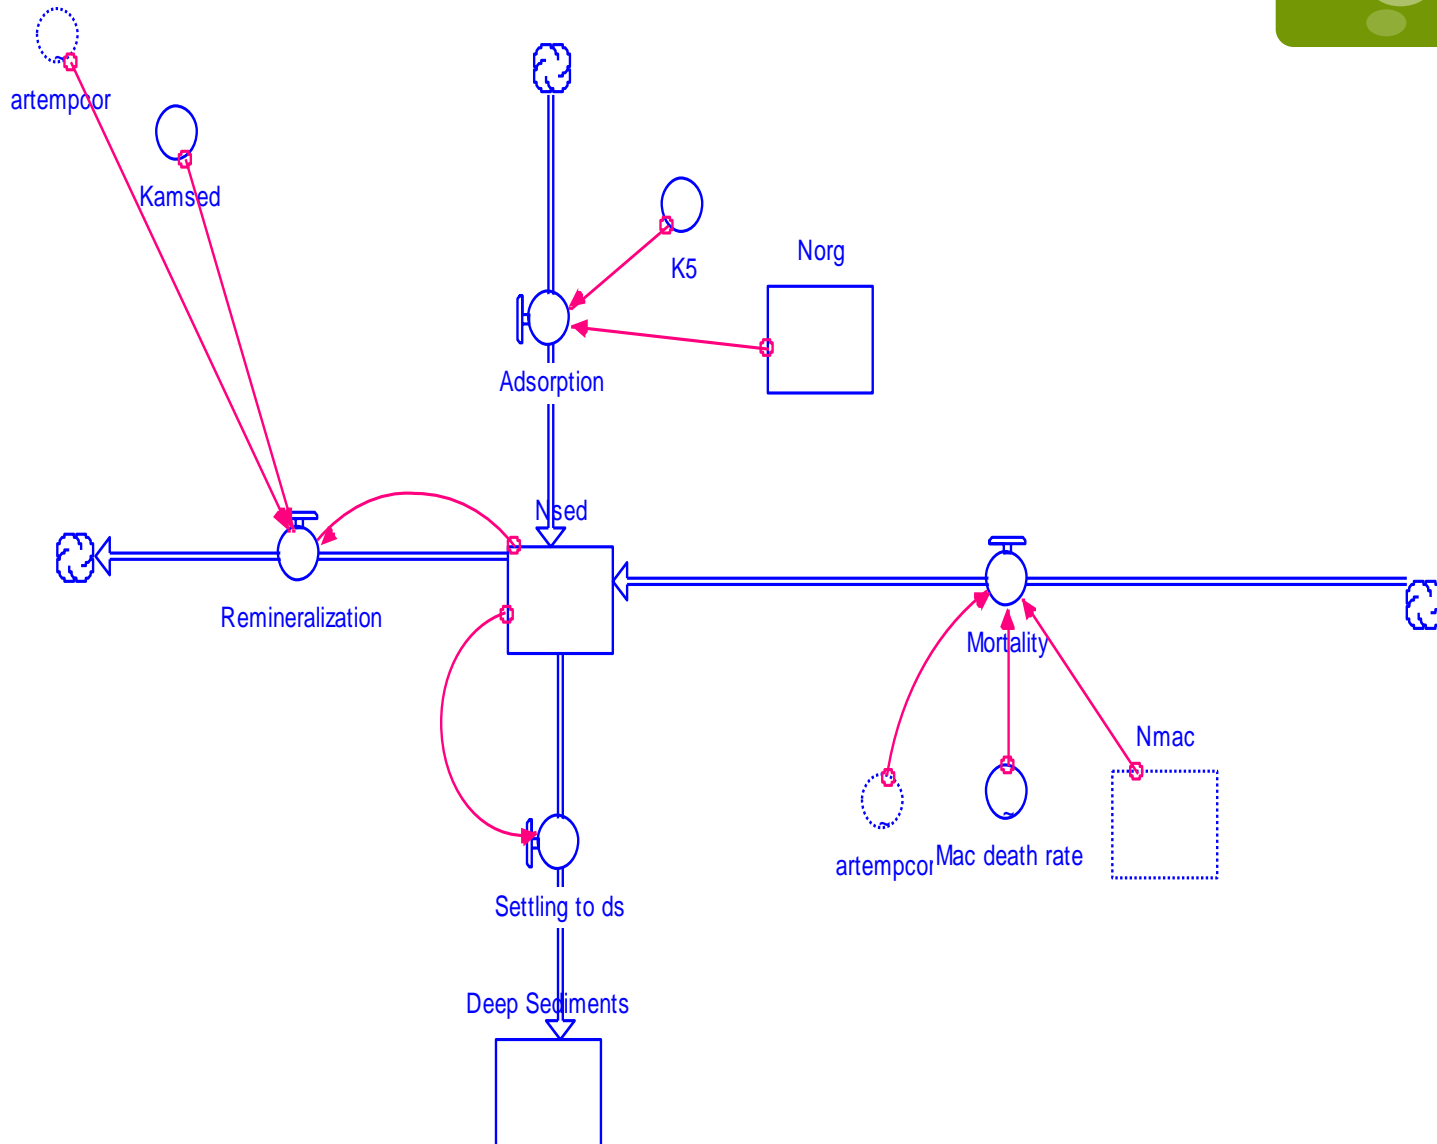 artempcor
Kamsed
K5
Norg
Adsorption
Nsed
Remineralization
Mortality
Nmac
artempcor
Mac death rate
Settling to ds
Deep Sediments